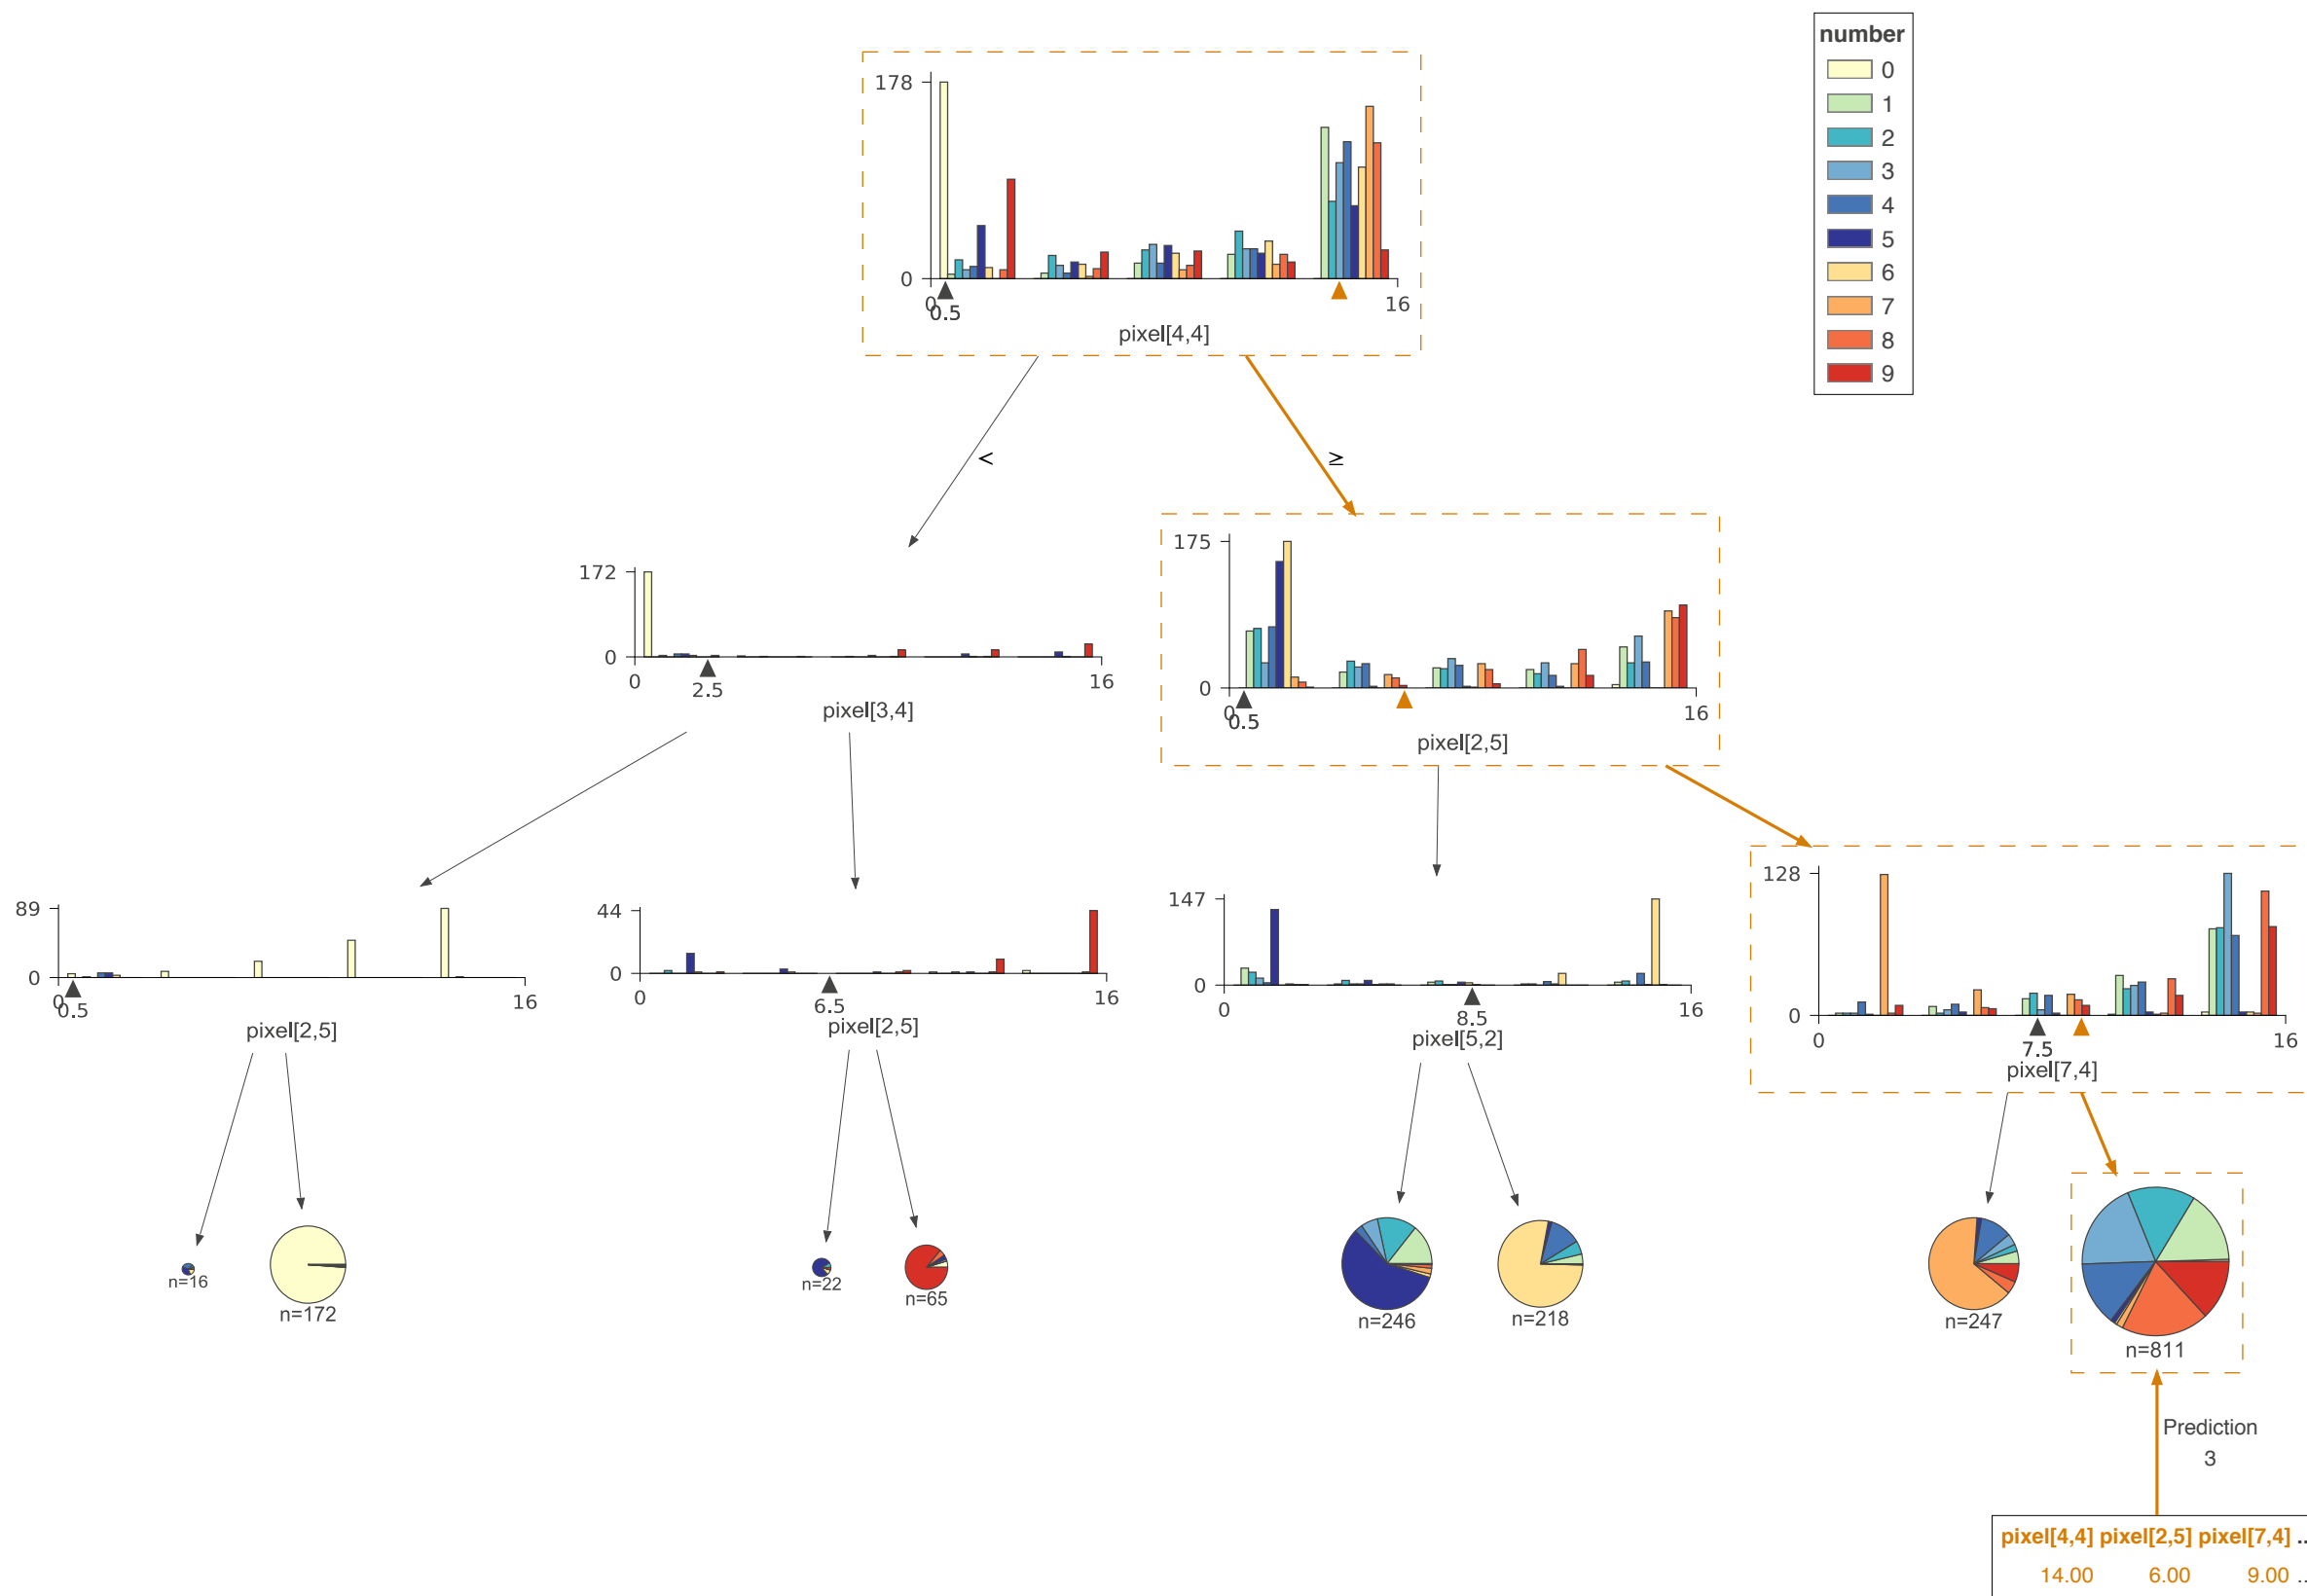 number
0
1
2
3
4
5
6
7
8
9
178
0
0
0.5
16
pixel[4,4]
<
≥
172
0
0
2.5
16
pixel[3,4]
175
0
0
0.5
16
pixel[2,5]
89
0
0
0.5
16
pixel[2,5]
44
0
0
6.5
16
pixel[2,5]
147
0
0
8.5
16
pixel[5,2]
128
0
0
7.5
16
pixel[7,4]
n=16
n=172
n=22
n=65
n=246
n=218
n=247
n=811
Prediction
3
pixel[4,4] pixel[2,5] pixel[7,4] ..
14.00 6.00 9.00 ..